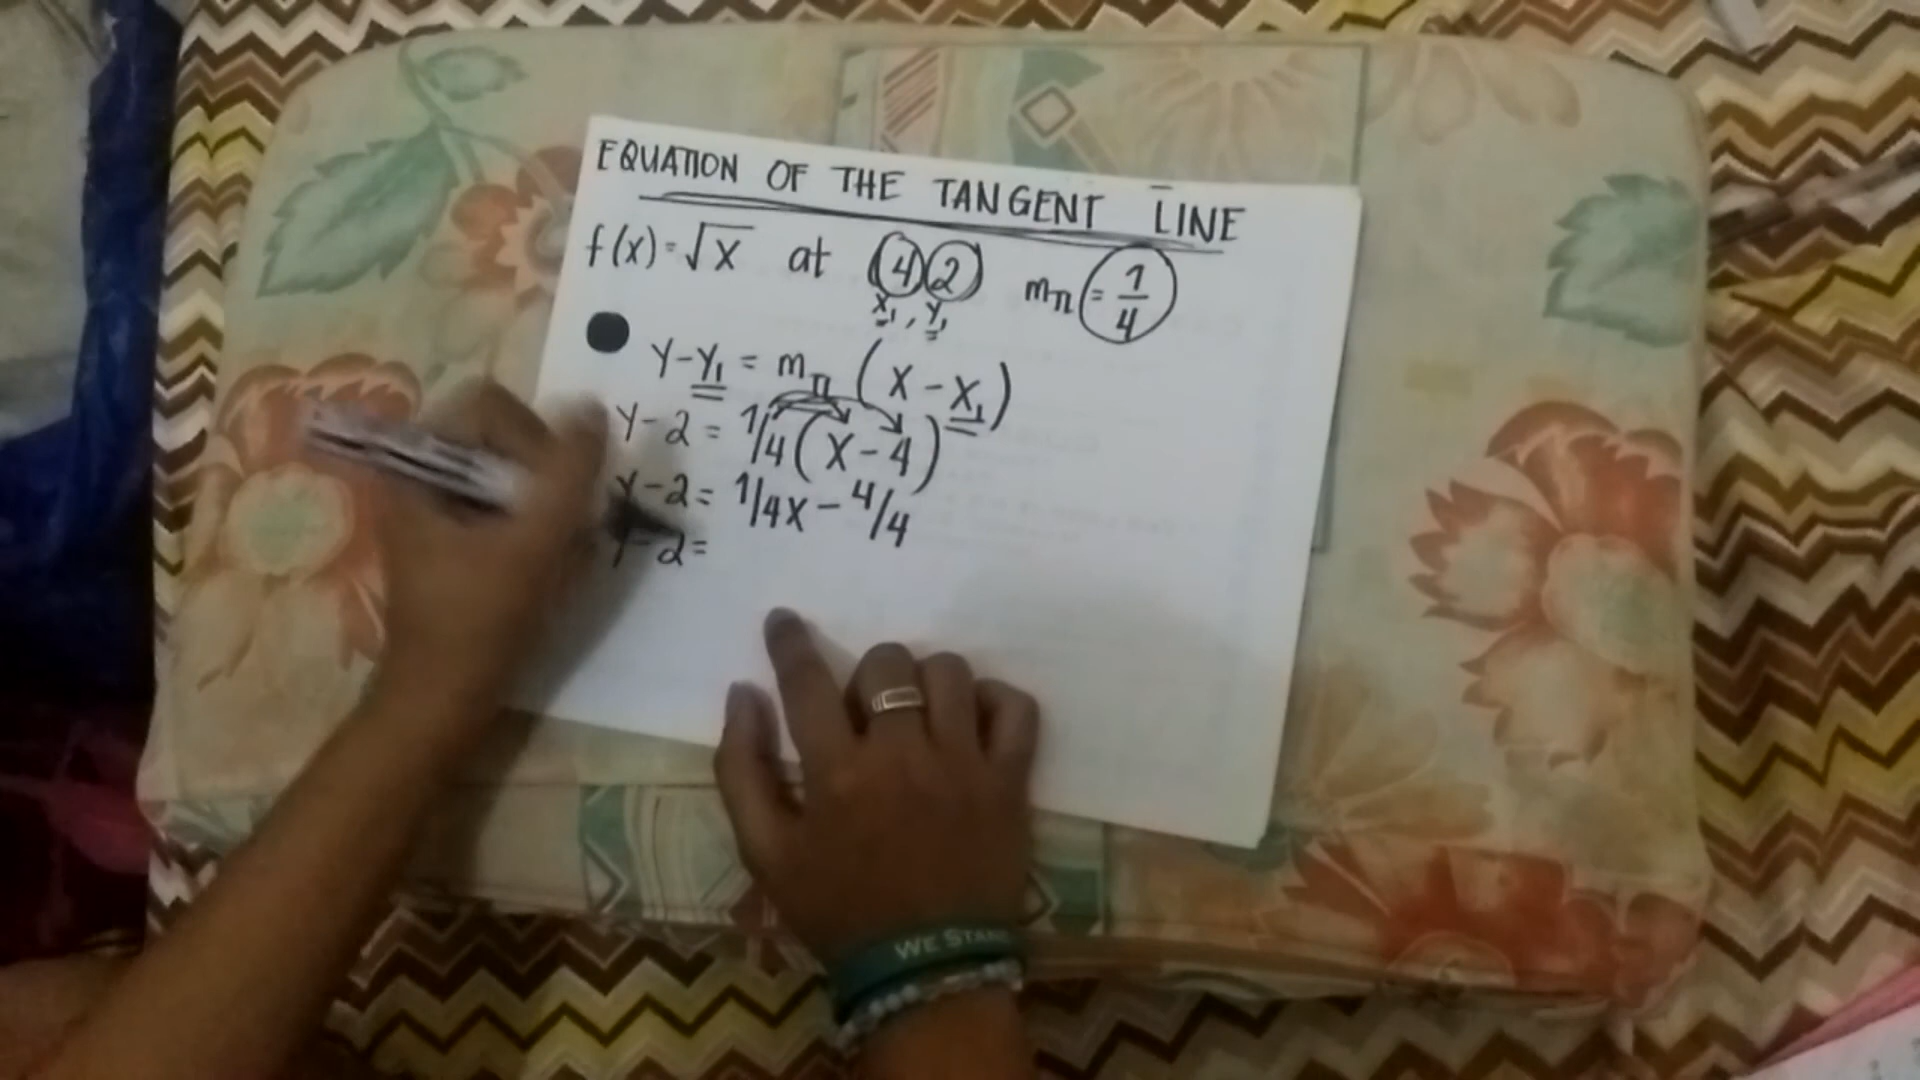 EQUATION OF THE TANGENT LINE
f(x)=√x at (4,2) mTL = 1/4
x₁, y₁
Y-Y₁ = mTL (X-X₁)
Y-2 = 1/4(X-4)
Y-2 = 1/4X-4/4
Y-2=
WE STAND